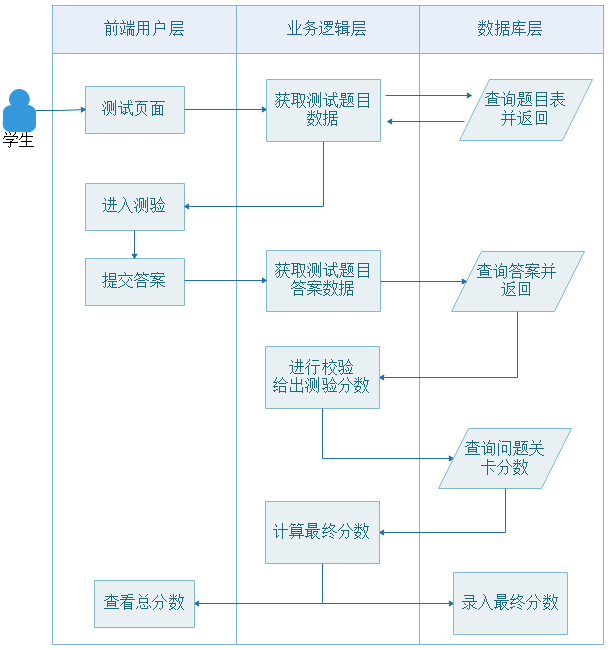 前端用户层
业务逻辑层
数据库层
学生
测试页面
获取测试题目
数据
查询题目表
并返回
进入测验
提交答案
获取测试题目
答案数据
查询答案并
返回
进行校验
给出测验分数
查询问题关
卡分数
计算最终分数
查看总分数
录入最终分数